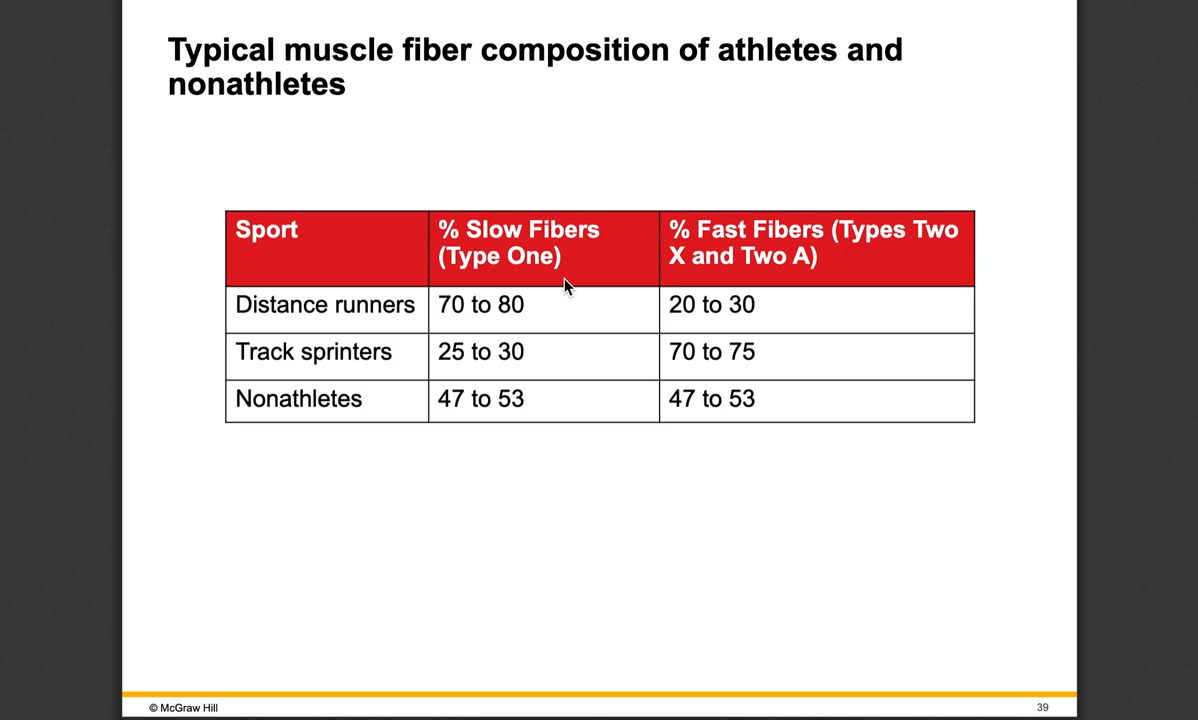 Typical muscle fiber composition of athletes and
nonathletes
Sport
% Slow Fibers
(Type One)
% Fast Fibers (Types Two
X and Two A)
Distance runners
70 to 80
20 to 30
Track sprinters
25 to 30
70 to 75
Nonathletes
47 to 53
47 to 53
© McGraw Hill
39